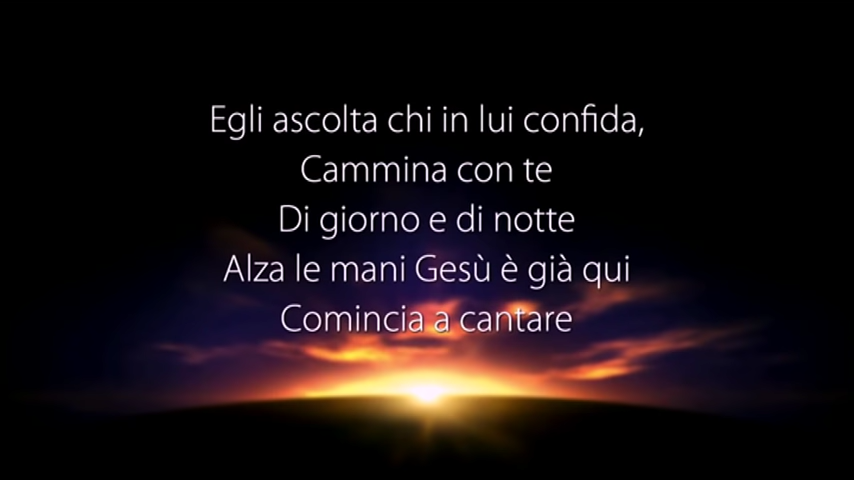 Egli ascolta chi in lui confida,
Cammina con te
Di giorno e di notte
Alza le mani Gesù è già qui
Comincia a cantare